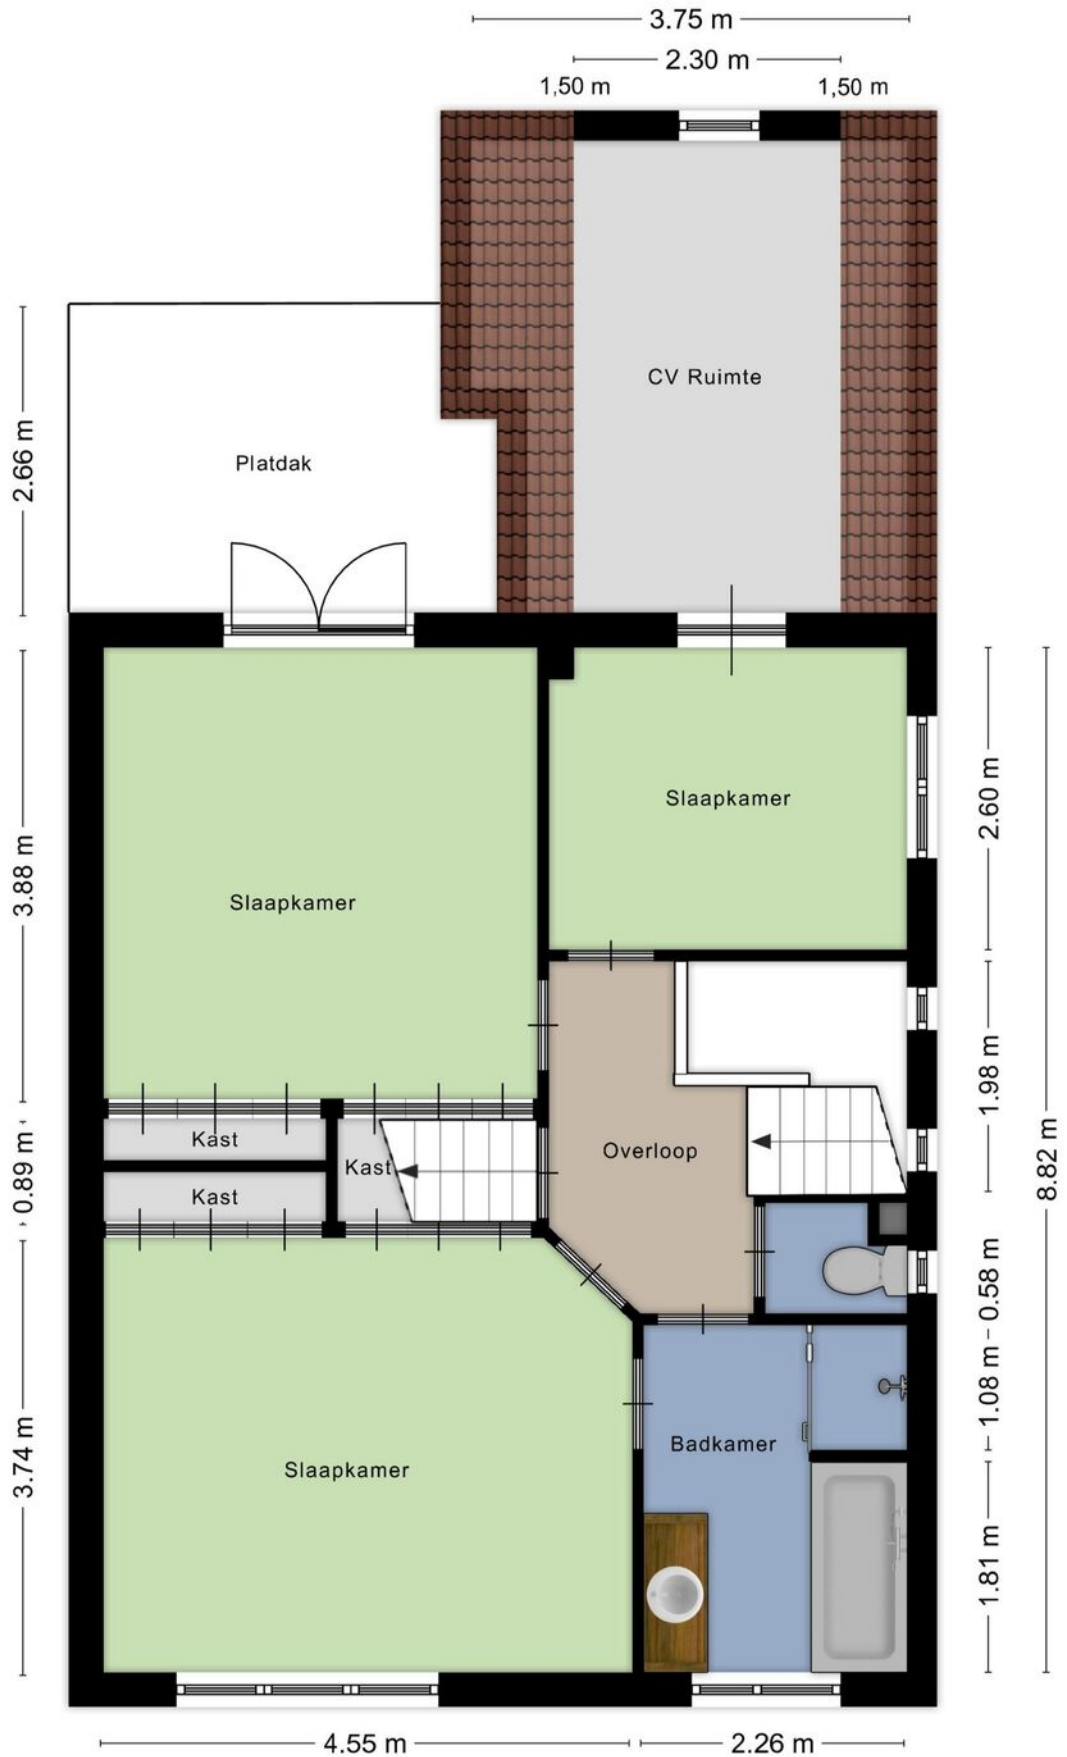 3.75 m
2.30 m
1,50 m
1,50 m
CV Ruimte
2.66 m
Platdak
Slaapkamer
2.60 m
3.88 m
Slaapkamer
1.98 m
8.82 m
Kast
Overloop
Kast
0.89 m
Kast
0.58 m
1.08 m
Badkamer
3.74 m
Slaapkamer
1.81 m
4.55 m
2.26 m